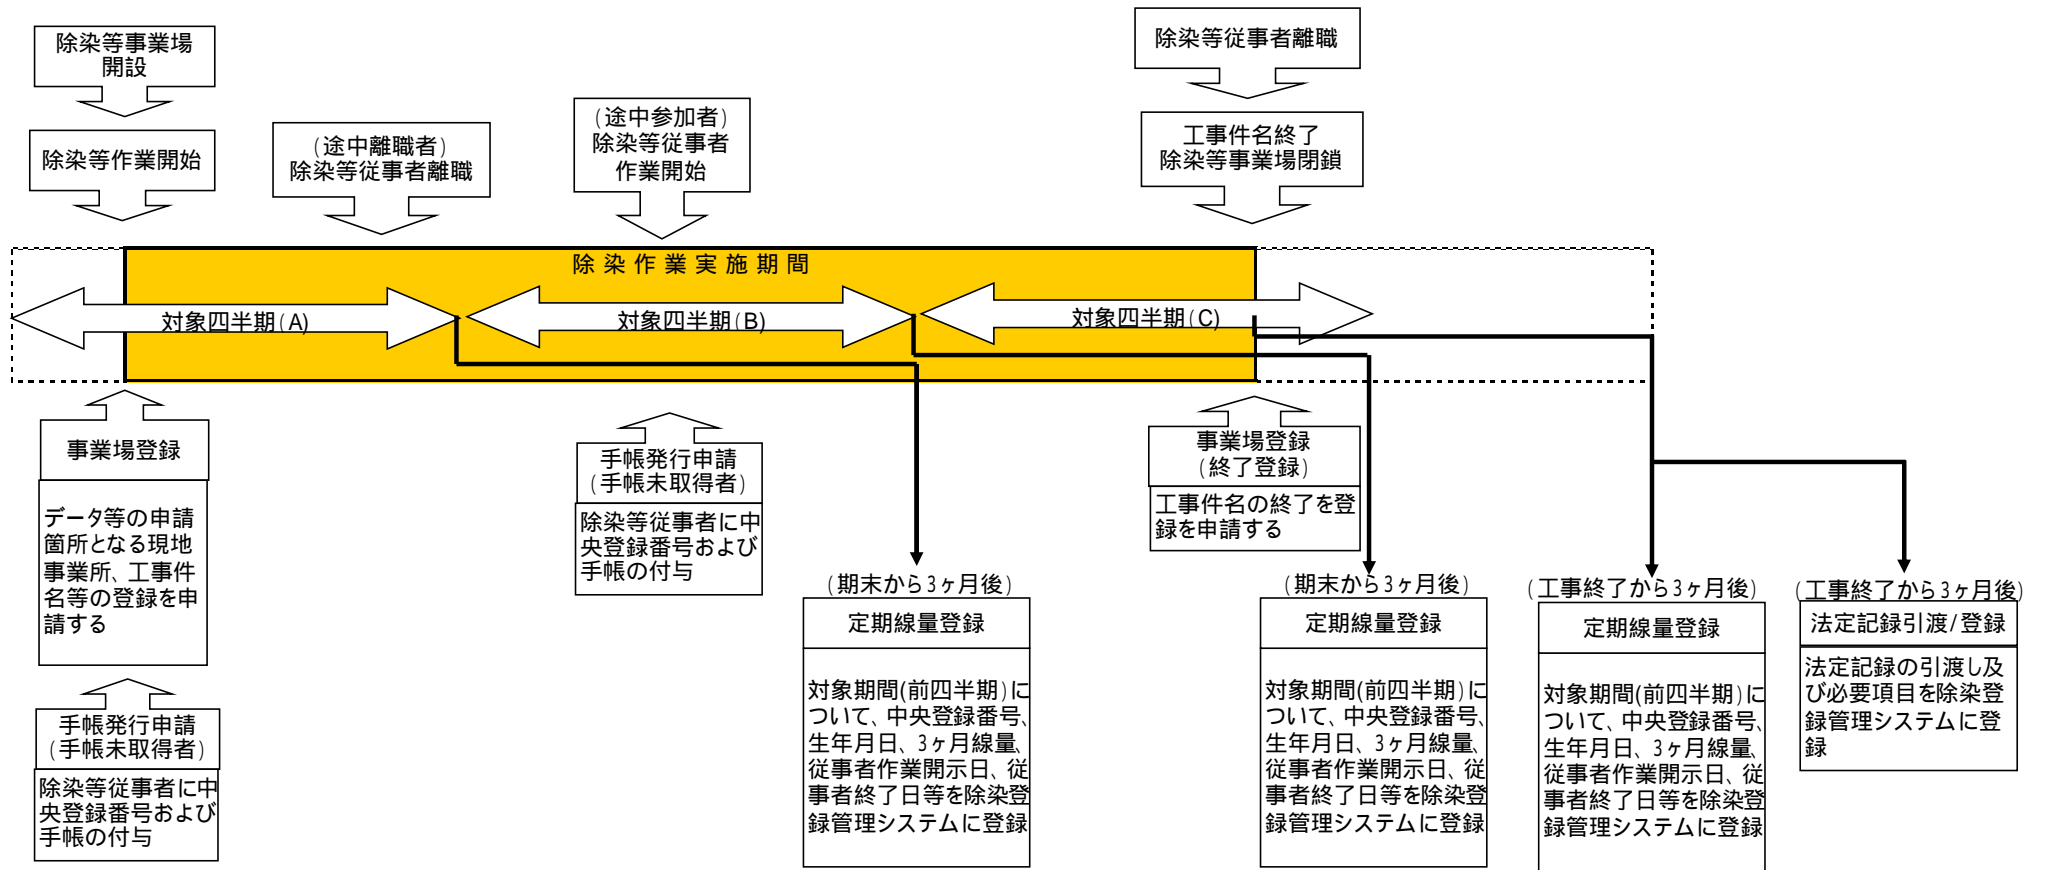 除染等事業場
開設
除染等作業開始
(途中離職者)
除染等従事者離職
(途中参加者)
除染等従事者
作業開始
除染等従事者離職
工事件名終了
除染等事業場閉鎖
除染作業実施期間
対象四半期(A)
対象四半期(B)
対象四半期(C)
事業場登録
データ等の申請
箇所となる現地
事業所、工事件
名等の登録を申
請する
手帳発行申請
(手帳未取得者)
除染等従事者に中
央登録番号および
手帳の付与
手帳発行申請
(手帳未取得者)
除染等従事者に中
央登録番号および
手帳の付与
事業場登録
(終了登録)
工事件名の終了を登
録を申請する
(期末から3ヶ月後)
定期線量登録
対象期間(前四半期)に
ついて、中央登録番号、
生年月日、3ヶ月線量、
従事者作業開示日、従
事者終了日等を除染登
録管理システムに登録
(期末から3ヶ月後)
定期線量登録
対象期間(前四半期)に
ついて、中央登録番号、
生年月日、3ヶ月線量、
従事者作業開示日、従
事者終了日等を除染登
録管理システムに登録
(工事終了から3ヶ月後)
定期線量登録
対象期間(前四半期)に
ついて、中央登録番号、
生年月日、3ヶ月線量、
従事者作業開示日、従
事者終了日等を除染登
録管理システムに登録
(工事終了から3ヶ月後)
法定記録引渡/登録
法定記録の引渡し及
び必要項目を除染登
録管理システムに登
録